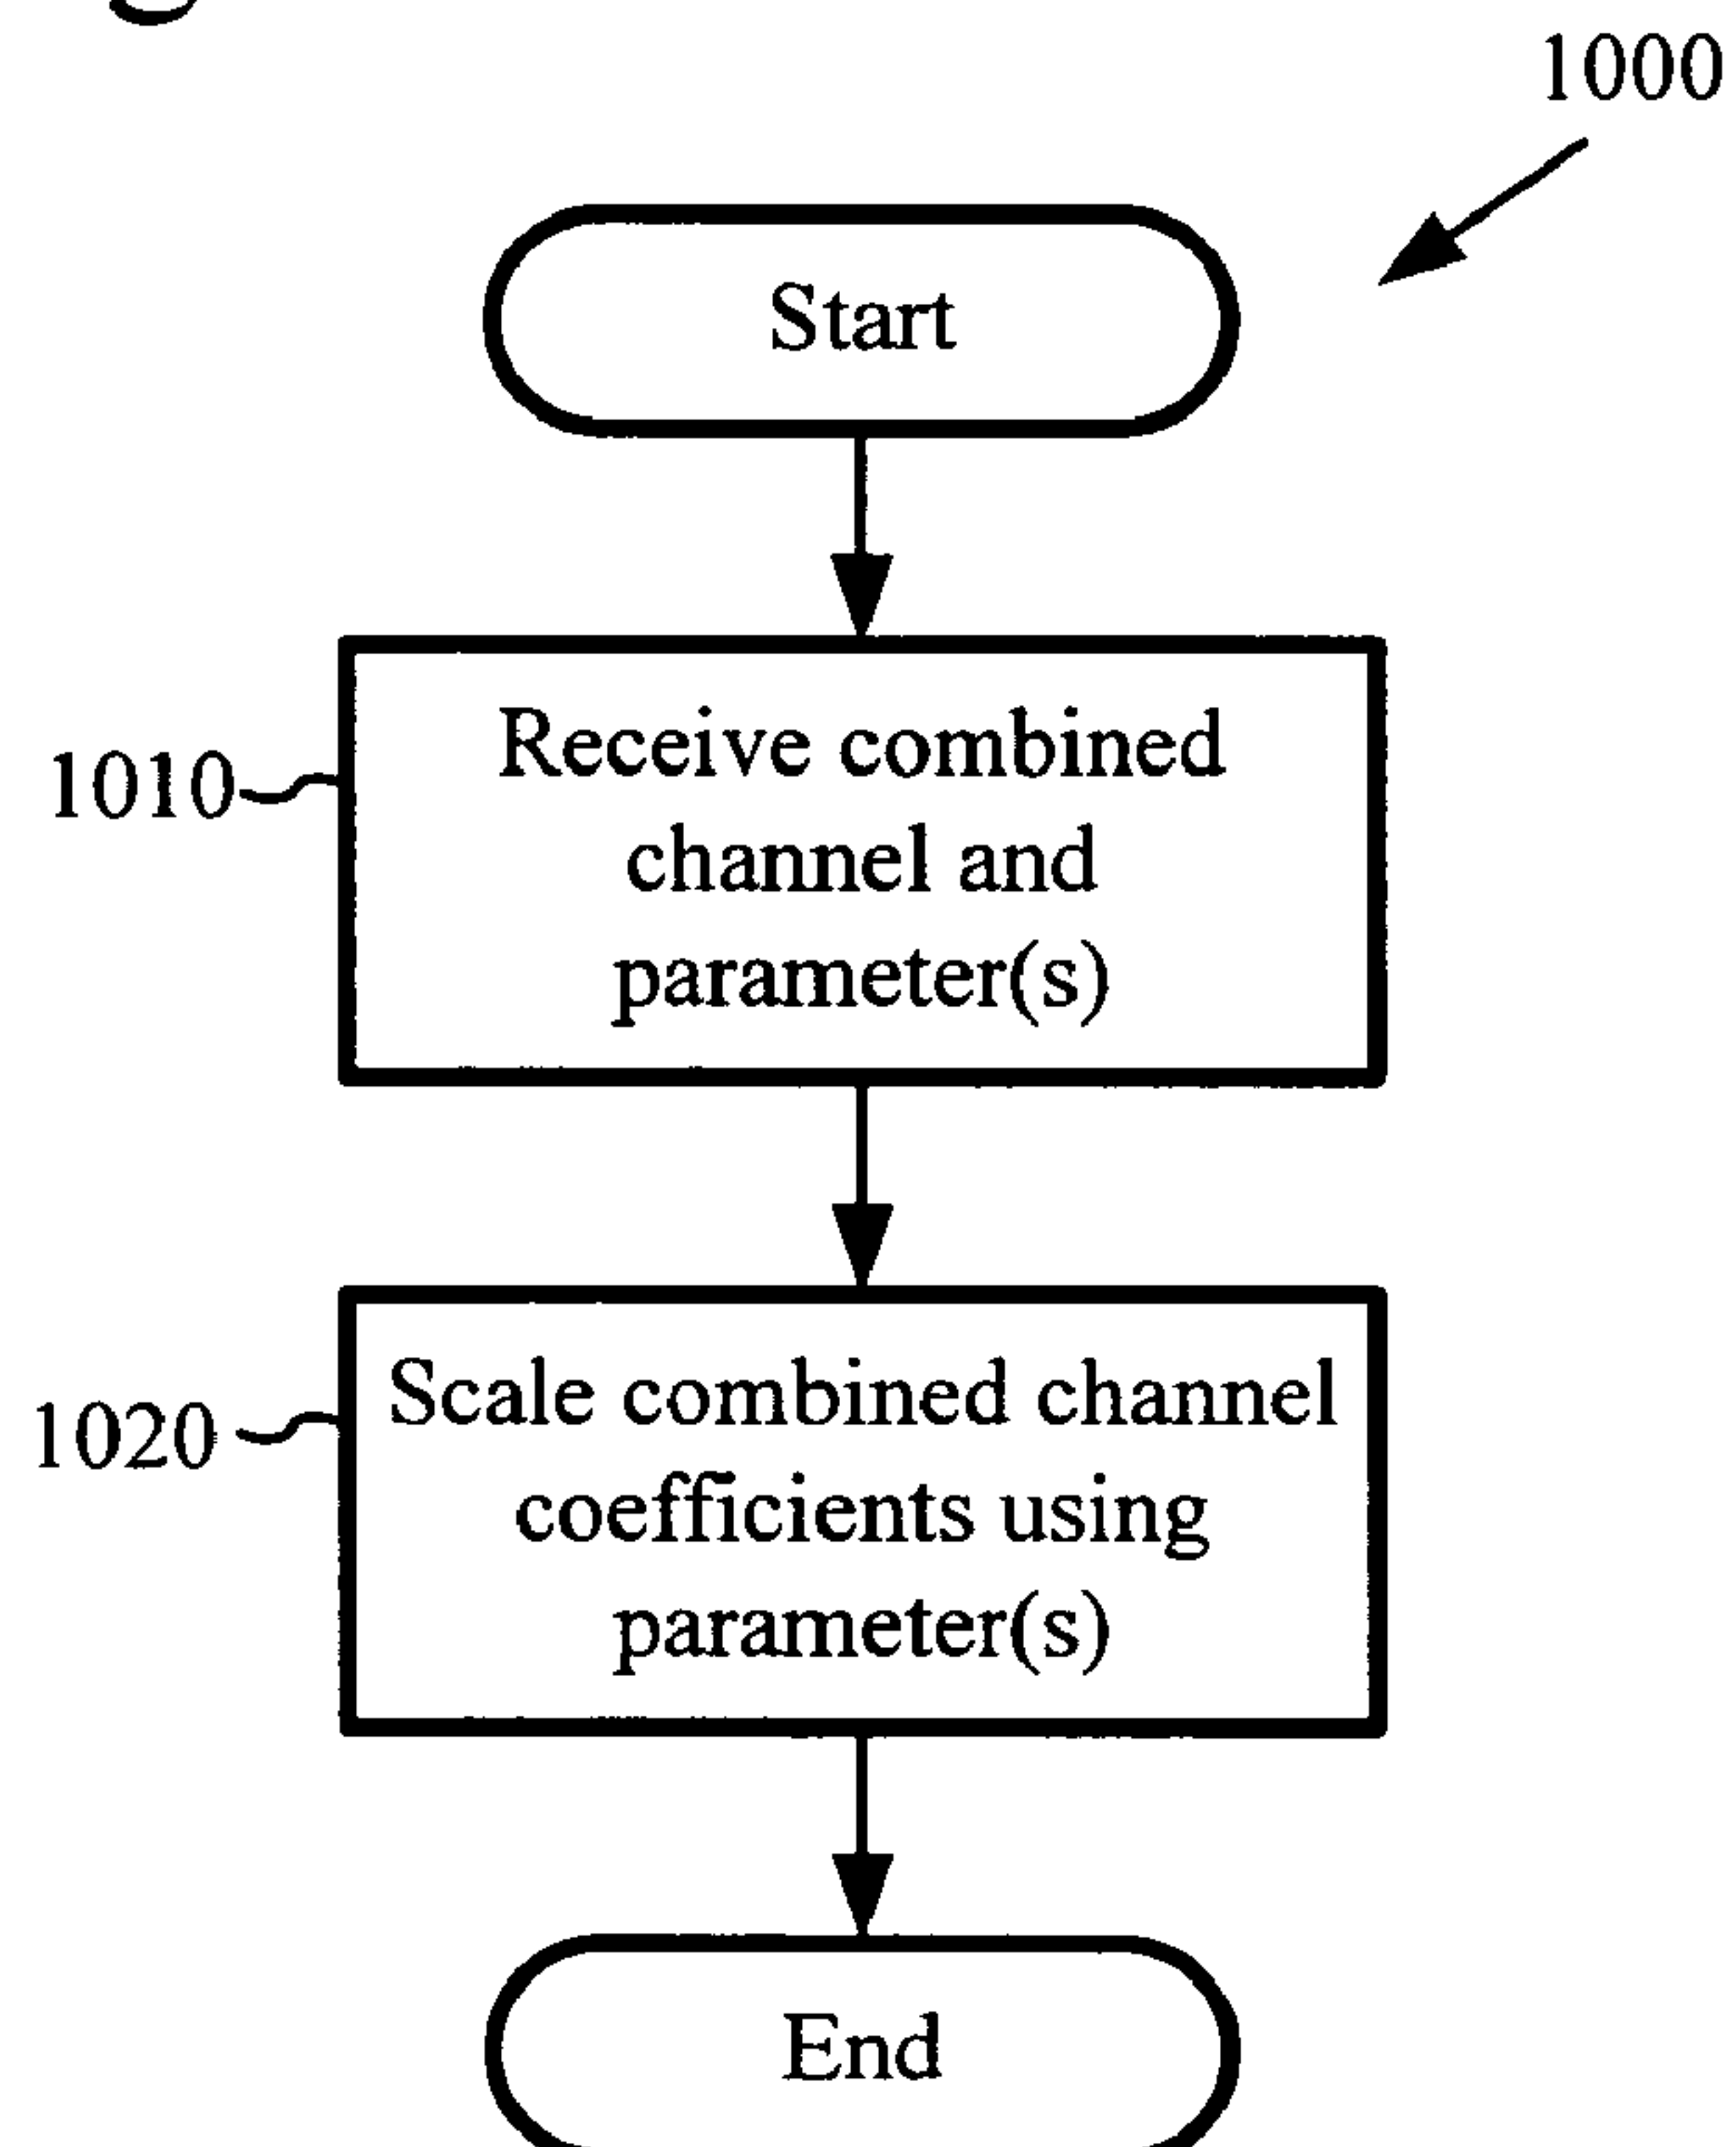 1000
Start
1010
Receive combined
channel and
parameter(s)
1020
Scale combined channel
coefficients using
parameter(s)
End